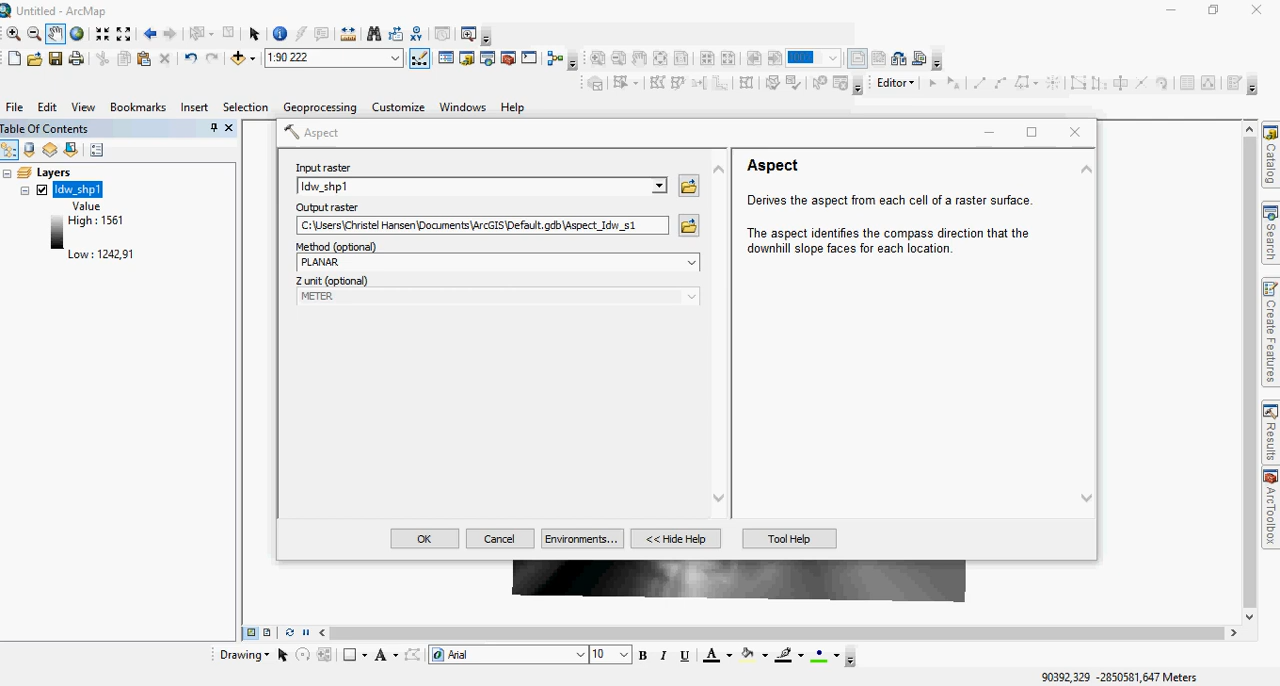 Untitled - ArcMap
1:90 222
100%
Editor
File Edit View Bookmarks Insert Selection Geoprocessing Customize Windows Help
Table Of Contents
Layers
Idw_shp1
Value
High : 1561
Low : 1242,91
Aspect
Input raster
Idw_shp1
Output raster
C:\Users\Christel Hansen\Documents\ArcGIS\Default.gdb\Aspect_Idw_s1
Method (optional)
PLANAR
Z unit (optional)
METER
OK Cancel Environments... << Hide Help Tool Help
Aspect
Derives the aspect from each cell of a raster surface.
The aspect identifies the compass direction that the
downhill slope faces for each location.
Catalog
Search
Create Features
Results
ArcToolbox
Drawing Arial 10 B I U A
90392,329 -2850581,647 Meters